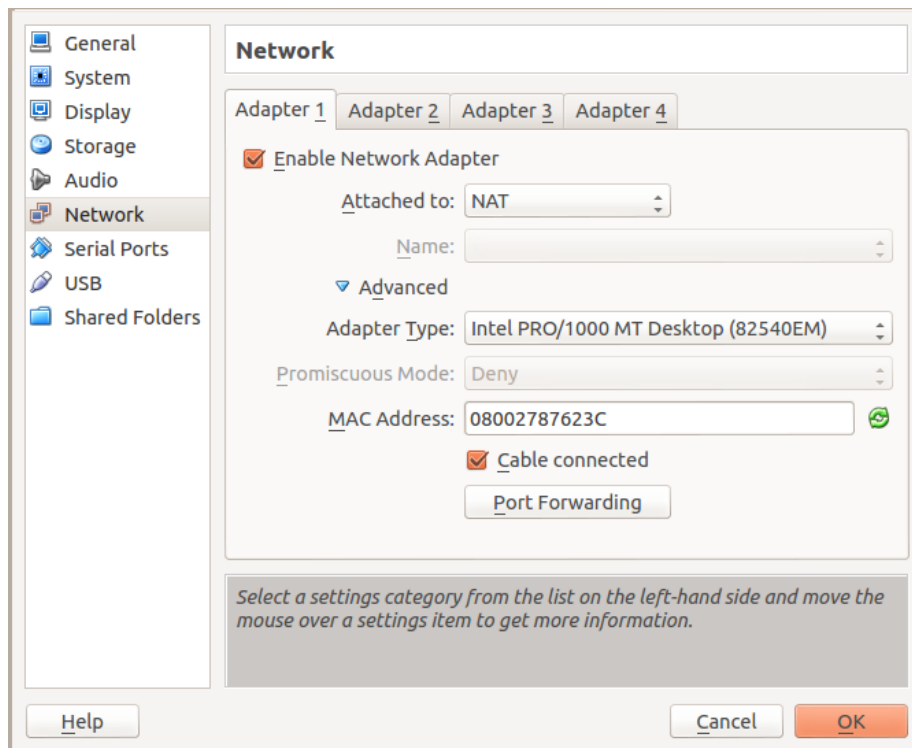 General
System
Display
Storage
Audio
Network
Serial Ports
USB
Shared Folders
Network
Adapter 1 Adapter 2 Adapter 3 Adapter 4
Enable Network Adapter
Attached to: NAT
Name:
Advanced
Adapter Type: Intel PRO/1000 MT Desktop (82540EM)
Promiscuous Mode: Deny
MAC Address: 08002787623C
Cable connected
Port Forwarding
Select a settings category from the list on the left-hand side and move the
mouse over a settings item to get more information.
Help Cancel OK